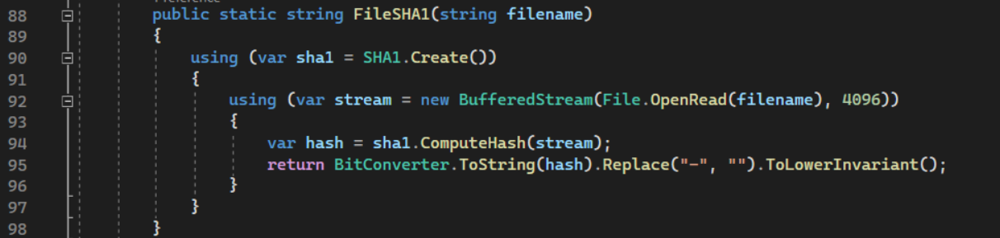 88 public static string FileSHA1(string filename)
89 {
90 using (var sha1 = SHA1.Create())
91 {
92 using (var stream = new BufferedStream(File.OpenRead(filename), 4096))
93 {
94 var hash = sha1.ComputeHash(stream);
95 return BitConverter.ToString(hash).Replace("-", "").ToLowerInvariant();
96 }
97 }
98 }